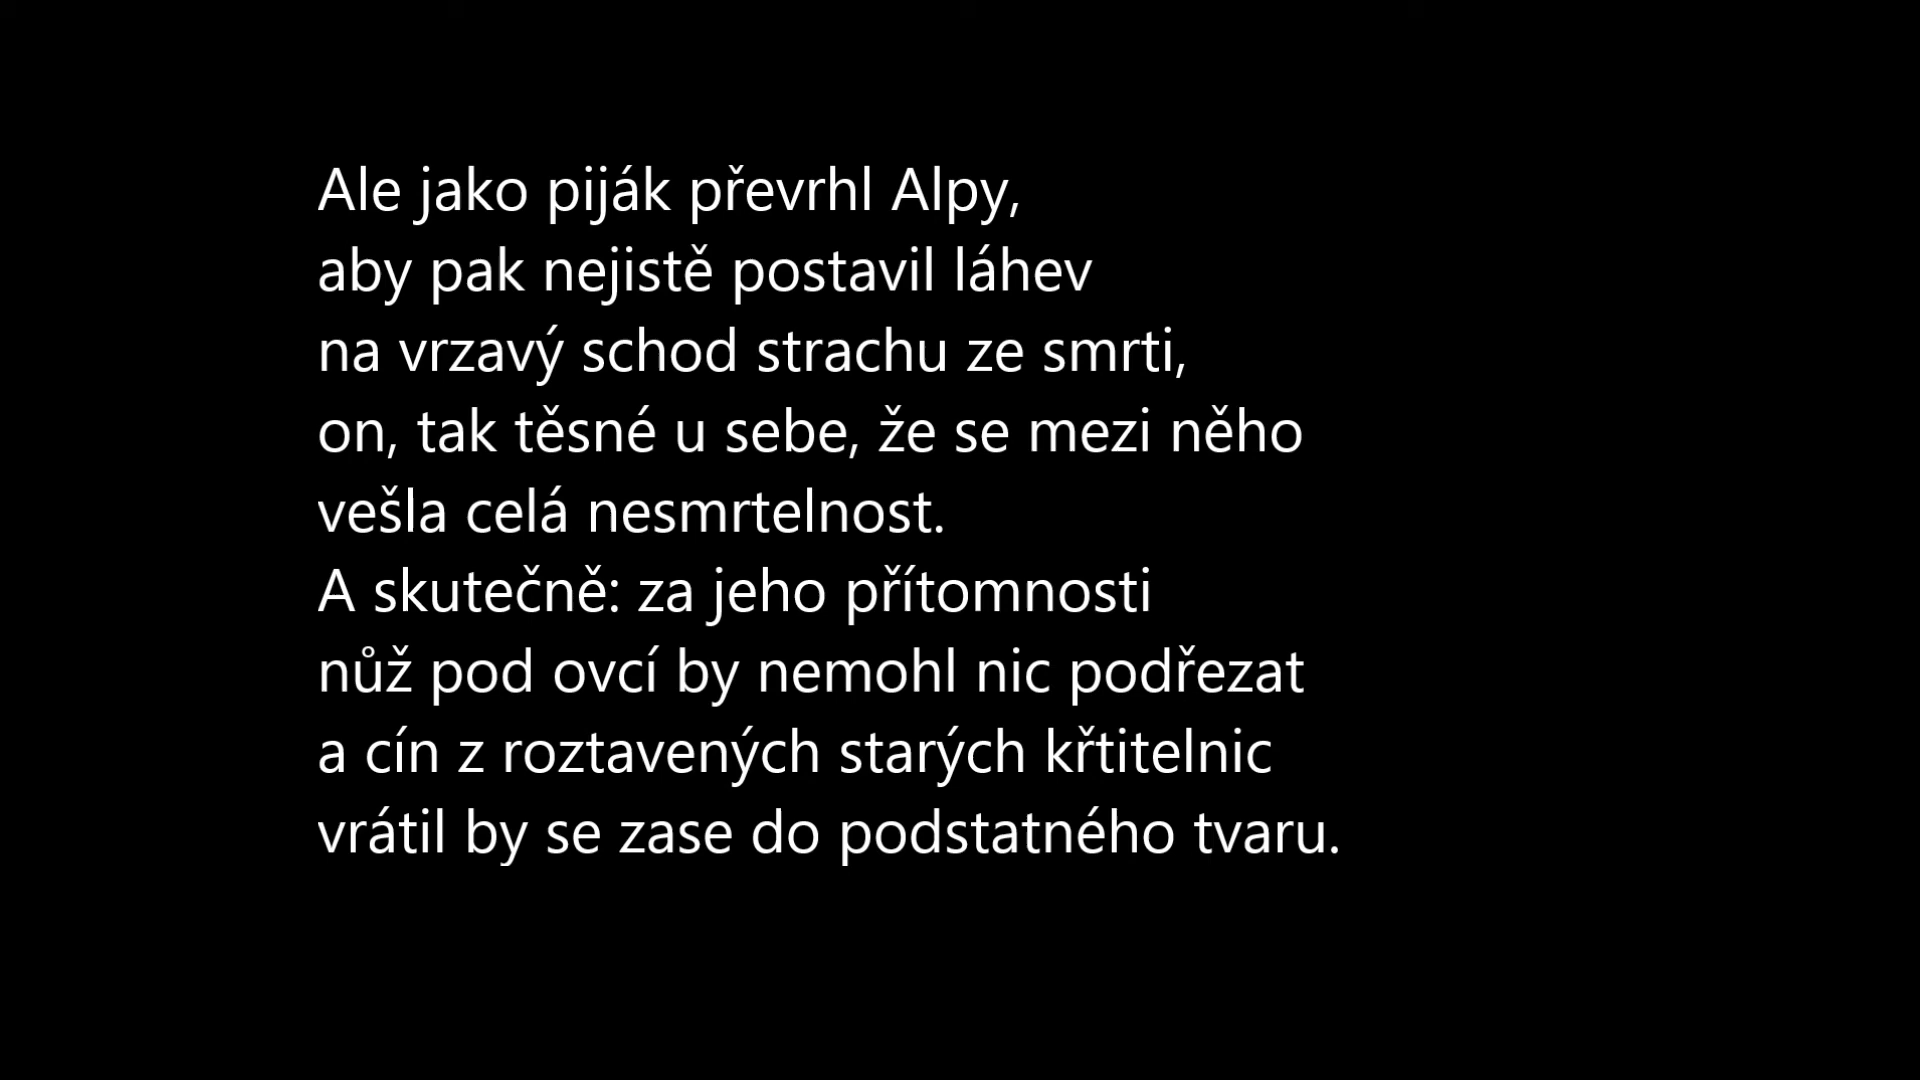 Ale jako piják převrhl Alpy,
aby pak nejistě postavil láhev
na vrzavý schod strachu ze smrti,
on, tak těsné u sebe, že se mezi něho
vešla celá nesmrtelnost.
A skutečně: za jeho přítomnosti
nůž pod ovcí by nemohl nic podřezat
a cín z roztavených starých křtitelnic
vrátil by se zase do podstatného tvaru.